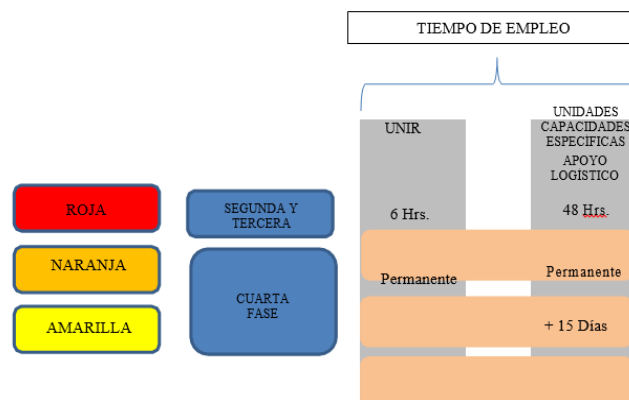 TIEMPO DE EMPLEO
UNIR
UNIDADES
CAPACIDADES
ESPECIFICAS
APOYO
LOGISTICO
ROJA
SEGUNDA Y
TERCERA
6 Hrs.
48 Hrs.
NARANJA
CUARTA
FASE
Permanente
Permanente
AMARILLA
+ 15 Días